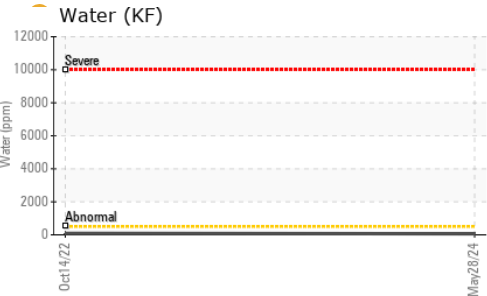 Water (KF)
12000
10000
8000
6000
4000
2000
0
Water (ppm)
Severe
Abnormal
Oct14/22
May28/24